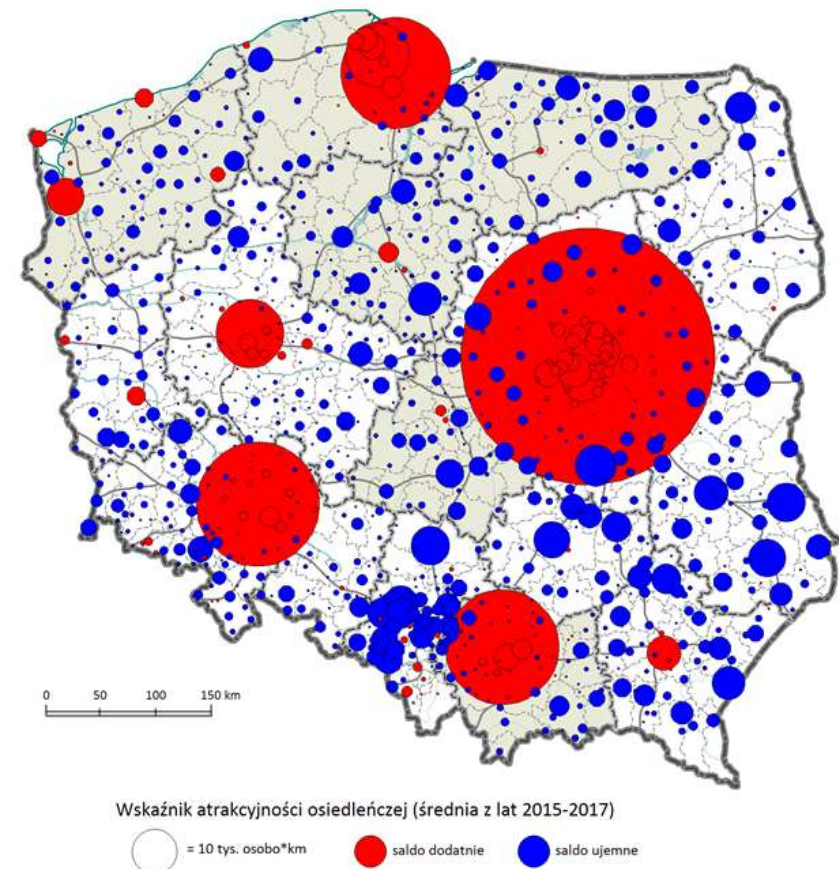 0 50 100 150 km
Wskaźnik atrakcyjności osiedleńczej (średnia z lat 2015-2017)
= 10 tys. osobo*km saldo dodatnie saldo ujemne